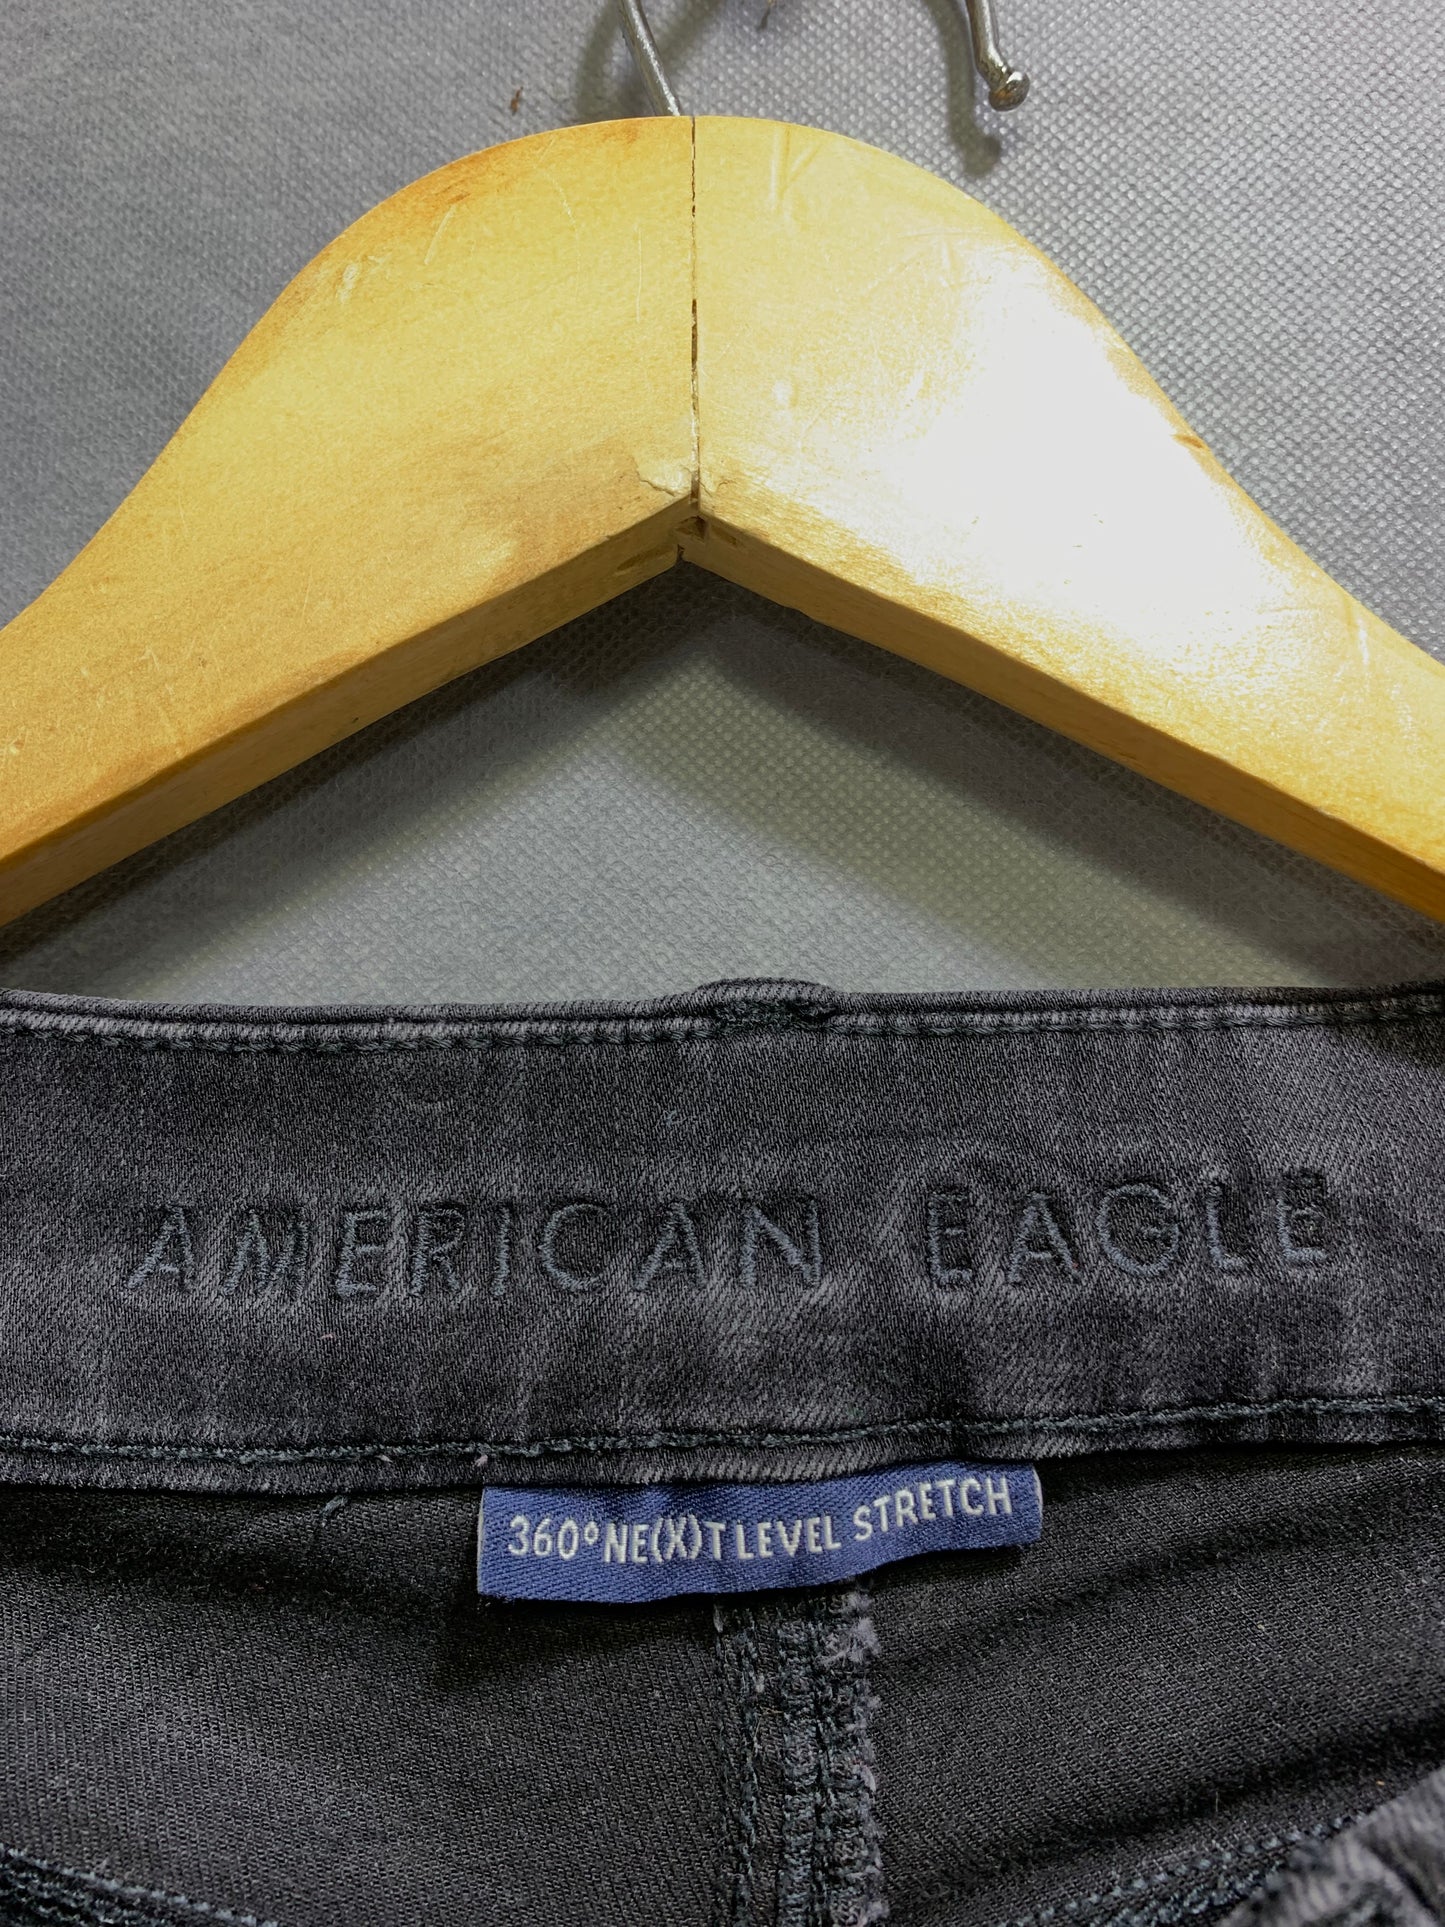 AMERICAN EAGLE
360° NE(X)T LEVEL STRETCH